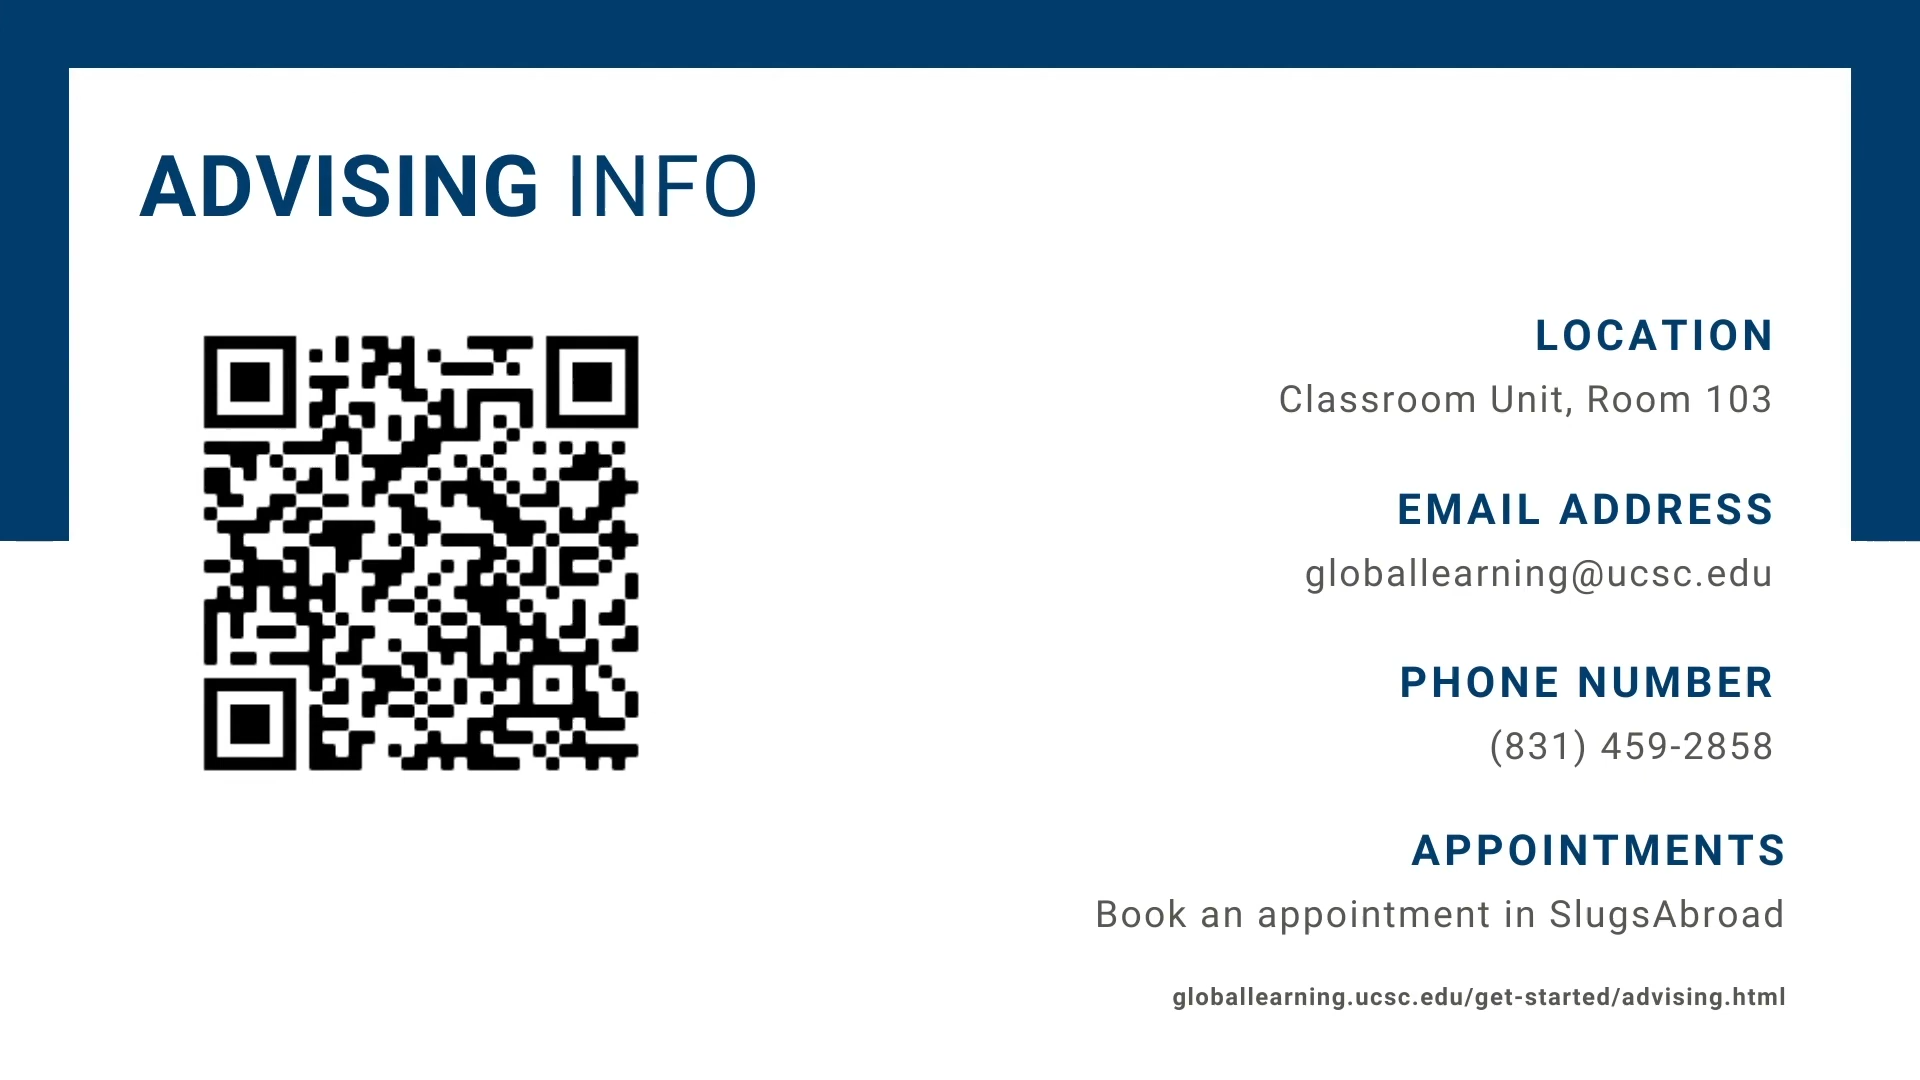 ADVISING INFO
LOCATION
Classroom Unit, Room 103
EMAIL ADDRESS
globallearning@ucsc.edu
PHONE NUMBER
(831) 459-2858
APPOINTMENTS
Book an appointment in SlugsAbroad
globallearning.ucsc.edu/get-started/advising.html